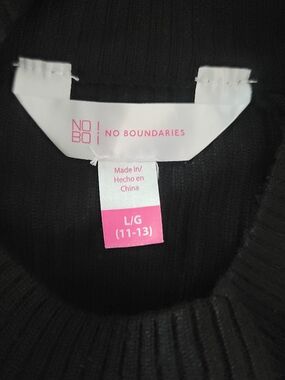 NO
BO
NO BOUNDARIES
Made in/
Hecho en
China
L/G
(11-13)